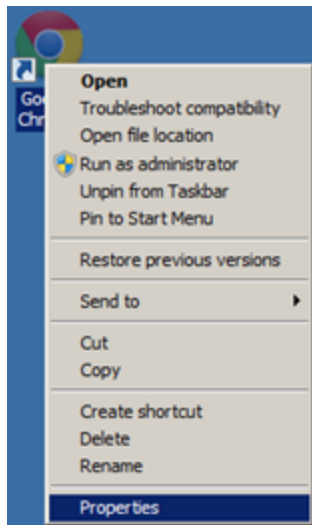 Open
Troubleshoot compatibility
Open file location
Run as administrator
Unpin from Taskbar
Pin to Start Menu
Restore previous versions
Send to
Cut
Copy
Create shortcut
Delete
Rename
Properties